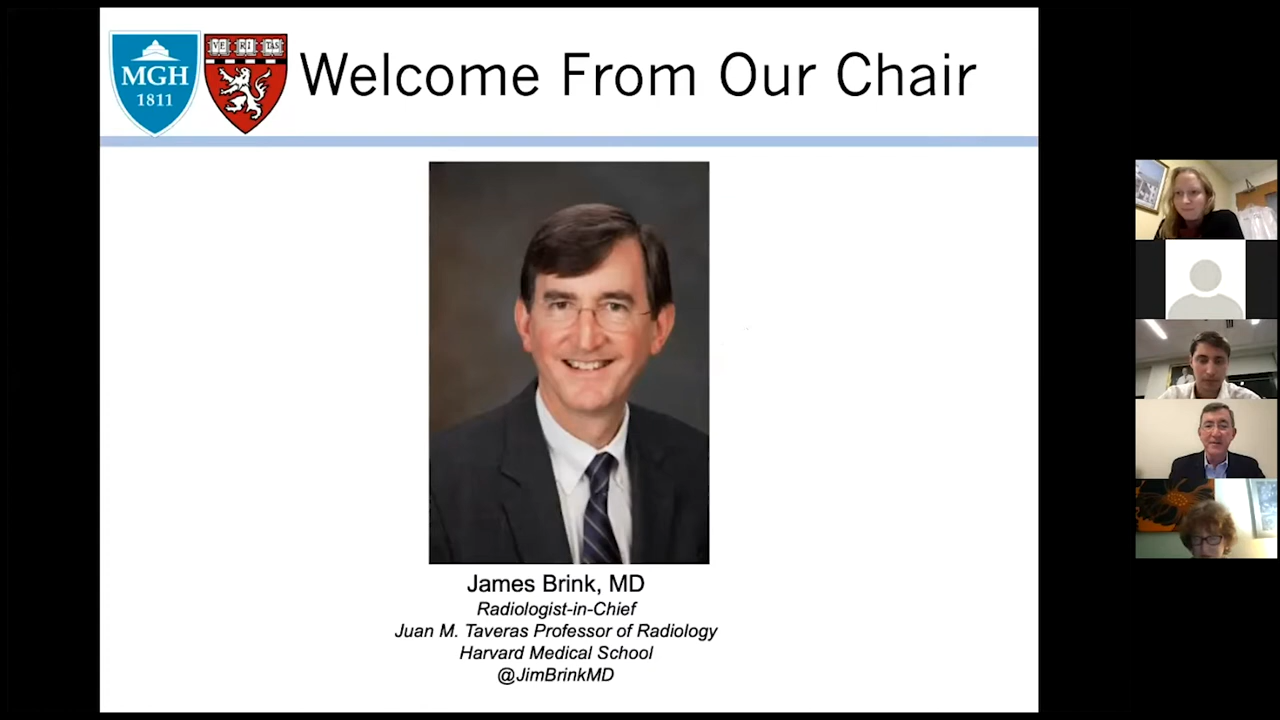 MGH
1811
VE RI TAS
Welcome From Our Chair
James Brink, MD
Radiologist-in-Chief
Juan M. Taveras Professor of Radiology
Harvard Medical School
@JimBrinkMD